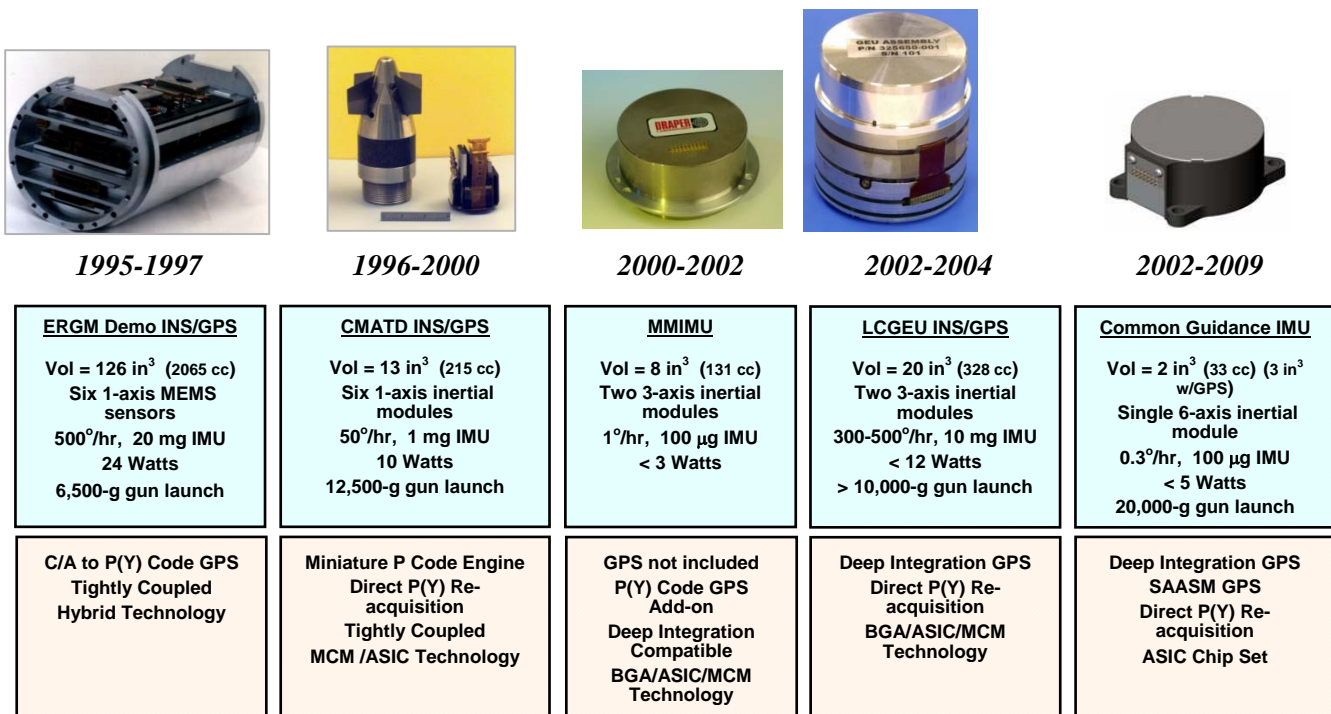 GEU ASSEMBLY
P/N 325650-001
S/N 101
DRAPER
1995-1997
1996-2000
2000-2002
2002-2004
2002-2009
ERGM Demo INS/GPS
Vol = 126 in³ (2065 cc)
Six 1-axis MEMS
sensors
500°/hr, 20 mg IMU
24 Watts
6,500-g gun launch
CMATD INS/GPS
Vol = 13 in³ (215 cc)
Six 1-axis inertial
modules
50°/hr, 1 mg IMU
10 Watts
12,500-g gun launch
MMIMU
Vol = 8 in³ (131 cc)
Two 3-axis inertial
modules
1°/hr, 100 µg IMU
< 3 Watts
LCGEU INS/GPS
Vol = 20 in³ (328 cc)
Two 3-axis inertial
modules
300-500°/hr, 10 mg IMU
< 12 Watts
> 10,000-g gun launch
Common Guidance IMU
Vol = 2 in³ (33 cc) (3 in³
w/GPS)
Single 6-axis inertial
module
0.3°/hr, 100 µg IMU
< 5 Watts
20,000-g gun launch
C/A to P(Y) Code GPS
Tightly Coupled
Hybrid Technology
Miniature P Code Engine
Direct P(Y) Re-
acquisition
Tightly Coupled
MCM /ASIC Technology
GPS not included
P(Y) Code GPS
Add-on
Deep Integration
Compatible
BGA/ASIC/MCM
Technology
Deep Integration GPS
Direct P(Y) Re-
acquisition
BGA/ASIC/MCM
Technology
Deep Integration GPS
SAASM GPS
Direct P(Y) Re-
acquisition
ASIC Chip Set